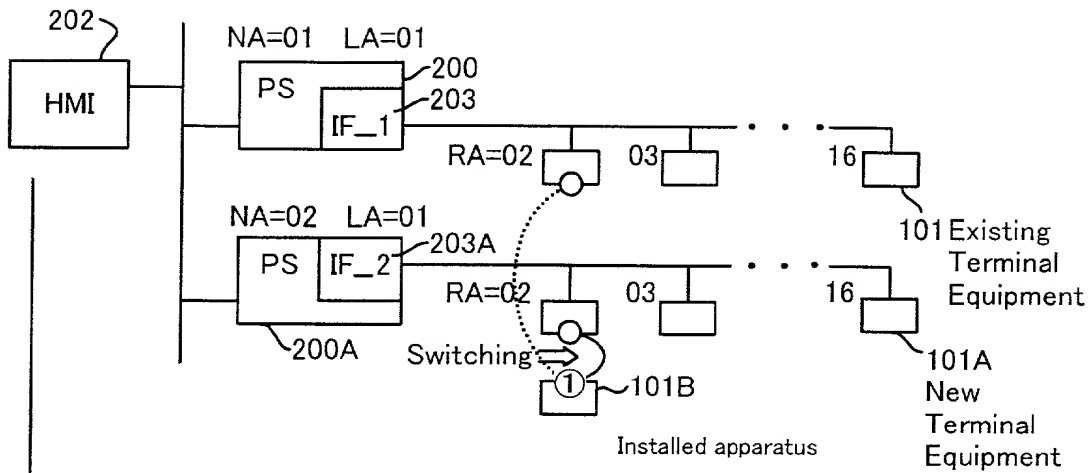 202
HMI
NA=01 LA=01
PS
200
IF_1
203
RA=02
03
16
101 Existing
Terminal
Equipment
NA=02 LA=01
PS
IF_2
203A
200A
RA=02
03
16
Switching
1
101B
101A
New
Terminal
Equipment
Installed apparatus